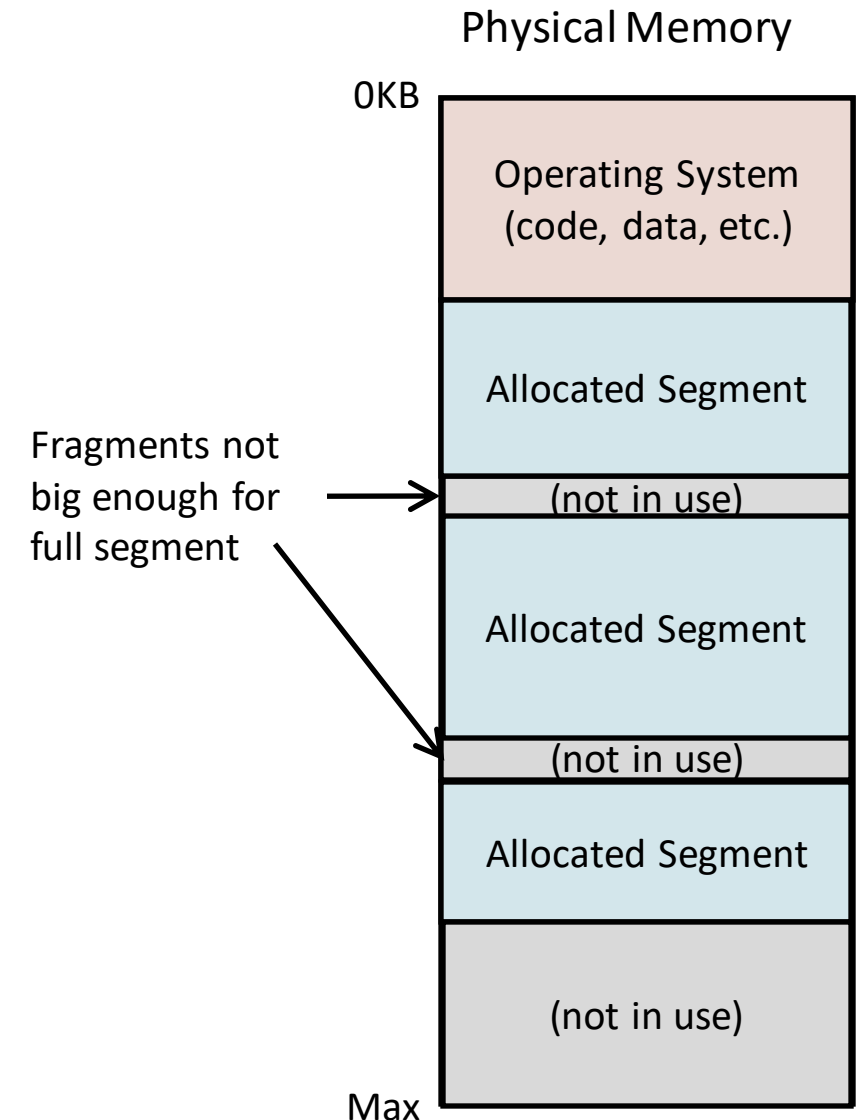 Physical Memory
0KB
Operating System
(code, data, etc.)
Allocated Segment
Fragments not
big enough for
full segment
(not in use)
Allocated Segment
(not in use)
Allocated Segment
(not in use)
Max